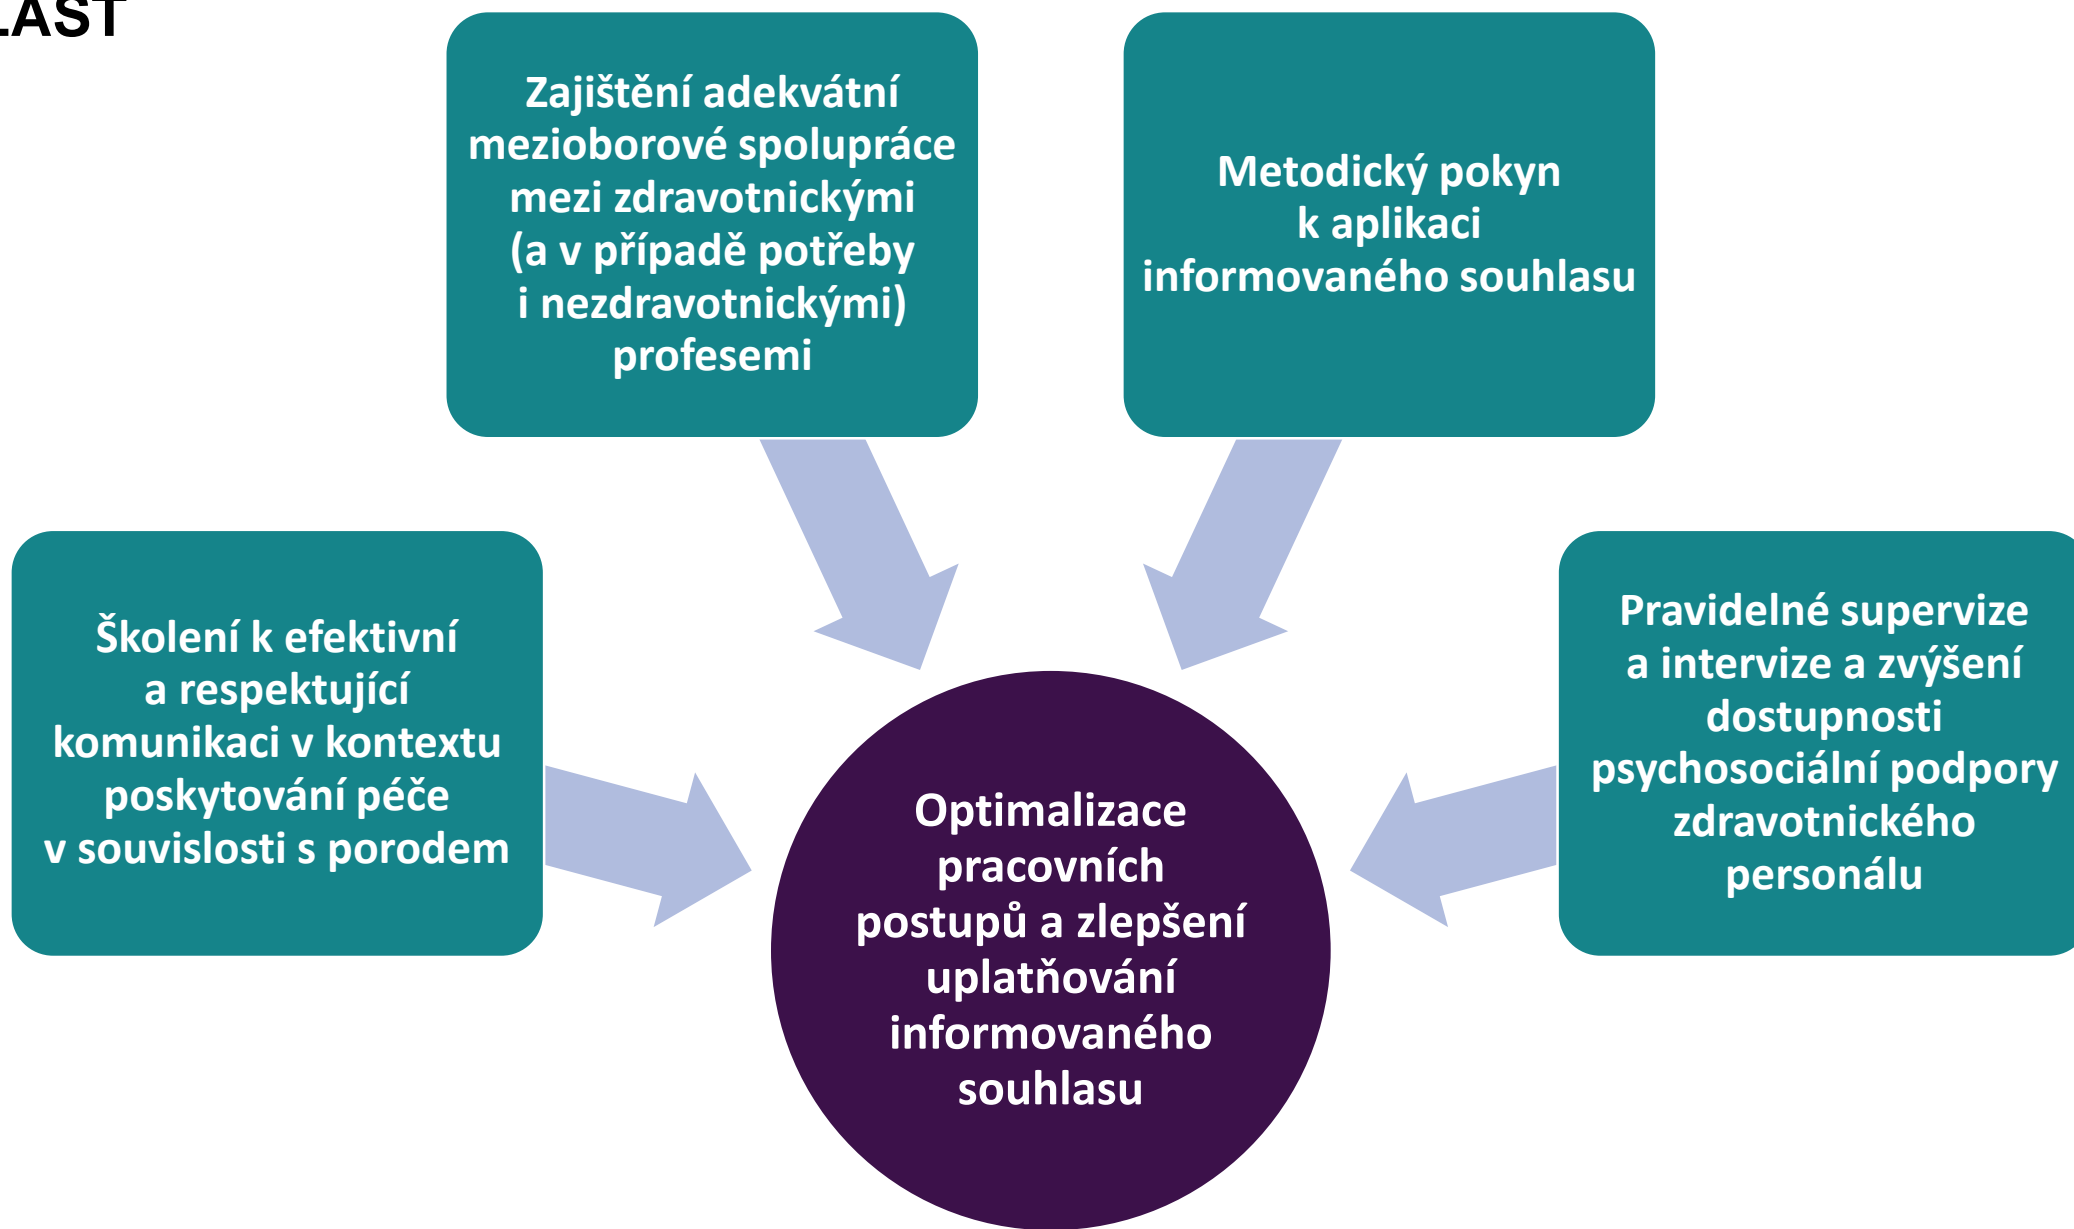 LAST
Zajištění adekvátní
mezioborové spolupráce
mezi zdravotnickými
(a v případě potřeby
i nezdravotnickými)
profesemi
Metodický pokyn
k aplikaci
informovaného souhlasu
Školení k efektivní
a respektující
komunikaci v kontextu
poskytování péče
v souvislosti s porodem
Pravidelné supervize
a intervize a zvýšení
dostupnosti
psychosociální podpory
zdravotnického
personálu
Optimalizace
pracovních
postupů a zlepšení
uplatňování
informovaného
souhlasu